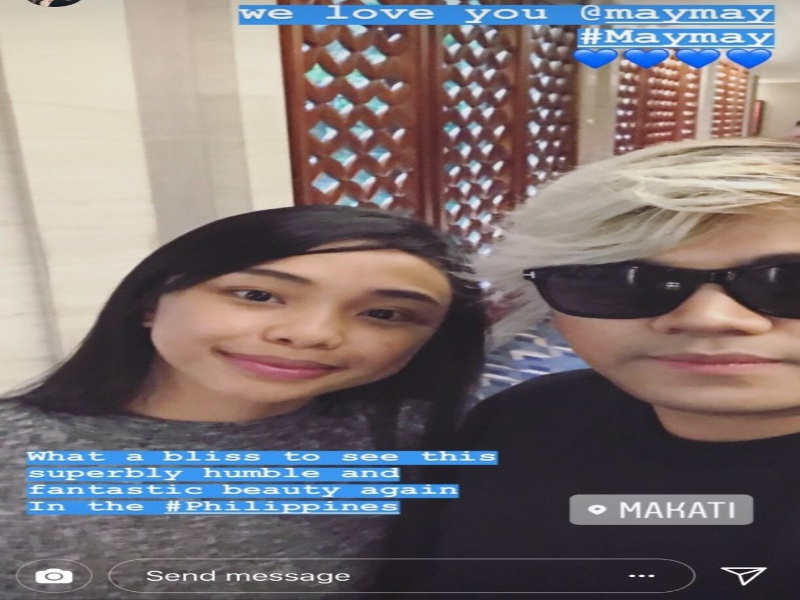 we love you @maymay
#Maymay
💙💙💙💙
What a bliss to see this
superbly humble and
fantastic beauty again
In the #Philippines
MAKATI
Send message